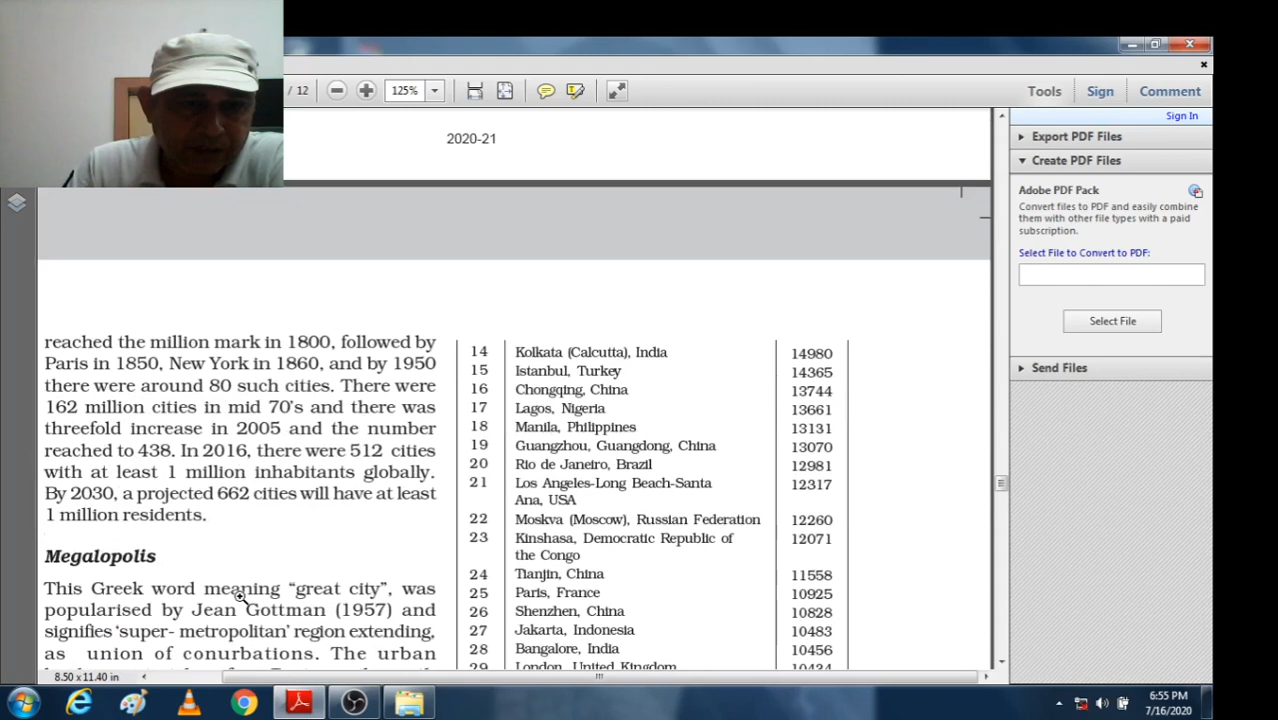 / 12
125%
Tools
Sign
Comment
Sign In
Export PDF Files
Create PDF Files
Adobe PDF Pack
Convert files to PDF and easily combine
them with other file types with a paid
subscription.
Select File to Convert to PDF:
Select File
Send Files
2020-21
reached the million mark in 1800, followed by
Paris in 1850, New York in 1860, and by 1950
there were around 80 such cities. There were
162 million cities in mid 70's and there was
threefold increase in 2005 and the number
reached to 438. In 2016, there were 512 cities
with at least 1 million inhabitants globally.
By 2030, a projected 662 cities will have at least
1 million residents.
Megalopolis
This Greek word meaning "great city", was
popularised by Jean Gottman (1957) and
signifies 'super- metropolitan' region extending,
as union of conurbations. The urban
14 Kolkata (Calcutta), India 14980
15 Istanbul, Turkey 14365
16 Chongqing, China 13744
17 Lagos, Nigeria 13661
18 Manila, Philippines 13131
19 Guangzhou, Guangdong, China 13070
20 Rio de Janeiro, Brazil 12981
21 Los Angeles-Long Beach-Santa 12317
Ana, USA
22 Moskva (Moscow), Russian Federation 12260
23 Kinshasa, Democratic Republic of 12071
the Congo
24 Tianjin, China 11558
25 Paris, France 10925
26 Shenzhen, China 10828
27 Jakarta, Indonesia 10483
28 Bangalore, India 10456
29 London, United Kingdom 10434
8.50 x 11.40 in
6:55 PM
7/16/2020